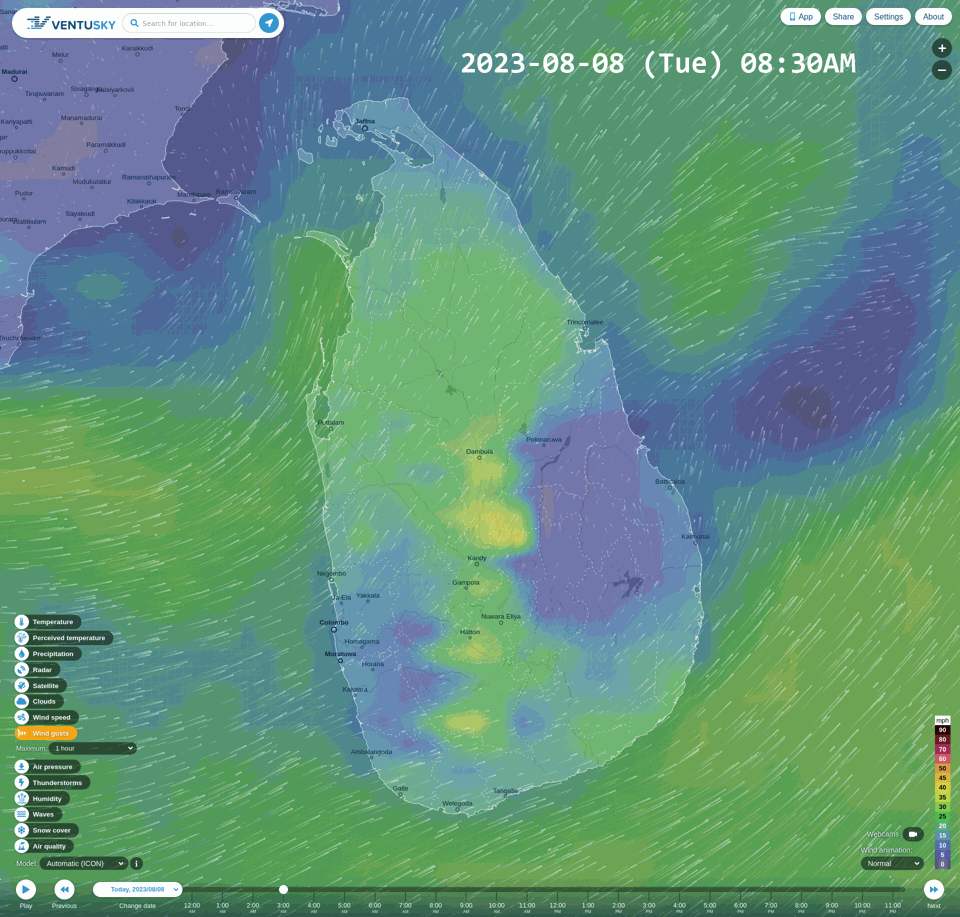 VENTUSKY
Search for location...
App
Share
Settings
About
2023-08-08 (Tue) 08:30AM
+
−
Melur
Karaikkudi
Madurai
Tirupuvanam
Tondi
Kariyapatti
Manamadurai
Paramakkudi
Kamudi
Mudukulattur
Ramanathapuram
Pudur
Kilakkarai
Mandapam
Rameswaram
Sayalkudi
Jaffna
Trincomalee
Puttalam
Dambulla
Polonnaruwa
Batticaloa
Kalmunai
Kandy
Gampola
Negombo
Ja-Ela
Yakkala
Nuwara Eliya
Colombo
Hatton
Homagama
Moratuwa
Horana
Kalutara
Ambalangoda
Galle
Weligoda
Tangalle
Temperature
Perceived temperature
Precipitation
Radar
Satellite
Clouds
Wind speed
Wind gusts
Maximum: 1 hour
Air pressure
Thunderstorms
Humidity
Waves
Snow cover
Air quality
Model: Automatic (ICON)
i
mph
90
80
70
60
50
45
40
35
30
25
20
15
10
5
0
Webcams
Wind animation:
Normal
Play
Previous
Today, 2023/08/08
Change date
12:00 AM
1:00 AM
2:00 AM
3:00 AM
4:00 AM
5:00 AM
6:00 AM
7:00 AM
8:00 AM
9:00 AM
10:00 AM
11:00 AM
12:00 PM
1:00 PM
2:00 PM
3:00 PM
4:00 PM
5:00 PM
6:00 PM
7:00 PM
8:00 PM
9:00 PM
10:00 PM
11:00 PM
Next